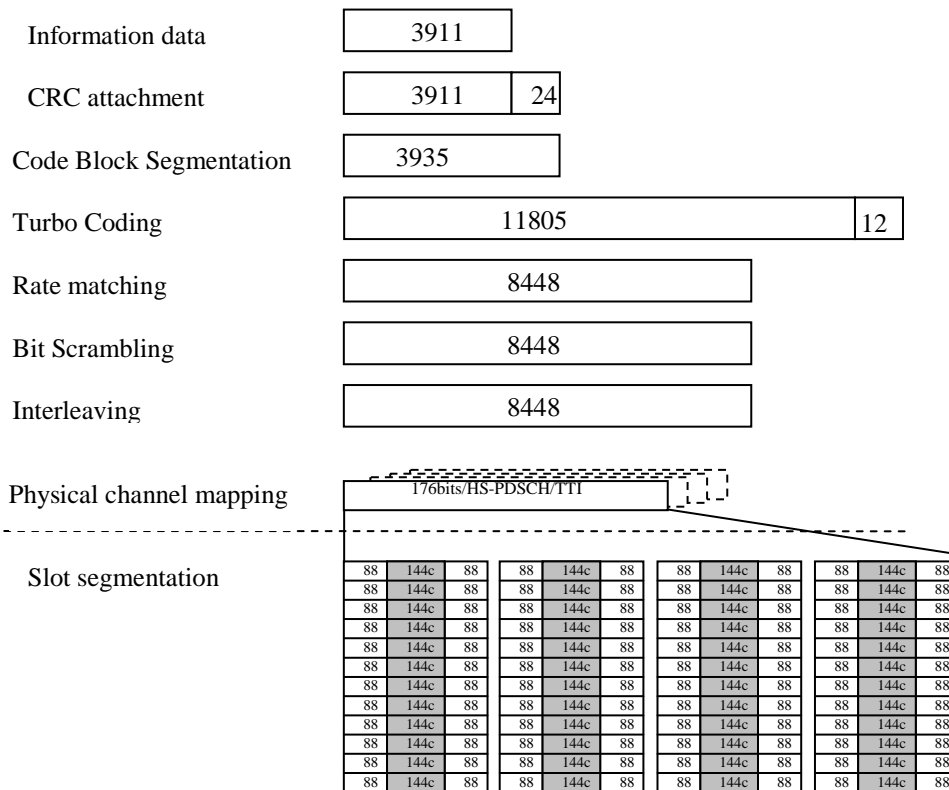 Information data 3911
CRC attachment 3911 24
Code Block Segmentation 3935
Turbo Coding 11805 12
Rate matching 8448
Bit Scrambling 8448
Interleaving 8448
Physical channel mapping 176bits/HS-PDSCH/TTI
Slot segmentation
88 144c 88 88 144c 88 88 144c 88 88 144c 88
88 144c 88 88 144c 88 88 144c 88 88 144c 88
88 144c 88 88 144c 88 88 144c 88 88 144c 88
88 144c 88 88 144c 88 88 144c 88 88 144c 88
88 144c 88 88 144c 88 88 144c 88 88 144c 88
88 144c 88 88 144c 88 88 144c 88 88 144c 88
88 144c 88 88 144c 88 88 144c 88 88 144c 88
88 144c 88 88 144c 88 88 144c 88 88 144c 88
88 144c 88 88 144c 88 88 144c 88 88 144c 88
88 144c 88 88 144c 88 88 144c 88 88 144c 88
88 144c 88 88 144c 88 88 144c 88 88 144c 88
88 144c 88 88 144c 88 88 144c 88 88 144c 88